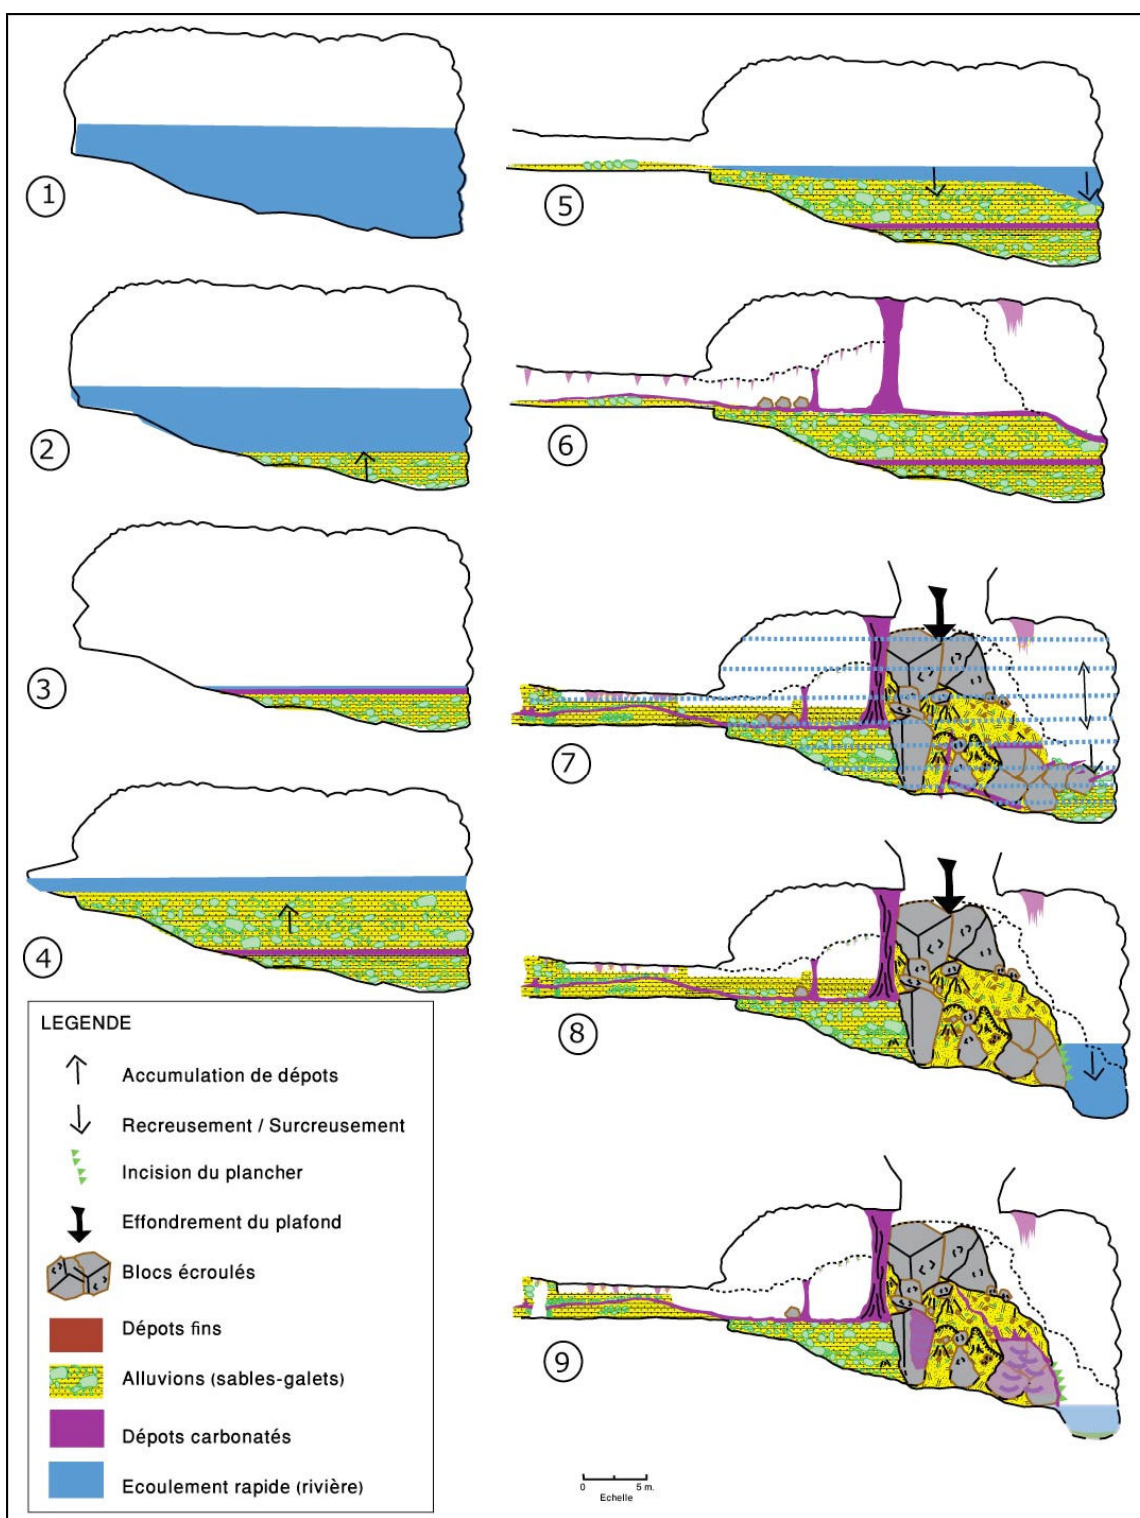 1
2
3
4
5
6
7
8
9
LEGENDE
Accumulation de dépots
Recreusement / Surcreusement
Incision du plancher
Effondrement du plafond
Blocs écroulés
Dépots fins
Alluvions (sables-galets)
Dépots carbonatés
Ecoulement rapide (rivière)
0 5 m.
Echelle